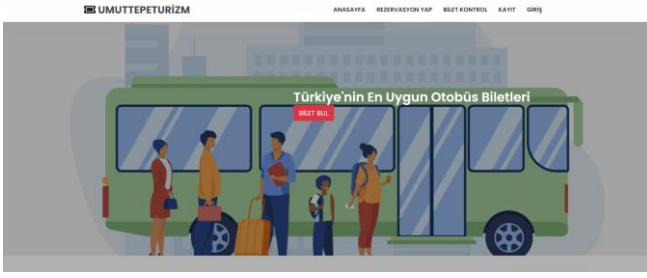 UMUTTEPETURİZM
ANASAYFA REZERVASYON YAP BİLET KONTROL KAYIT GİRİŞ
Türkiye'nin En Uygun Otobüs Biletleri
BİLET BUL